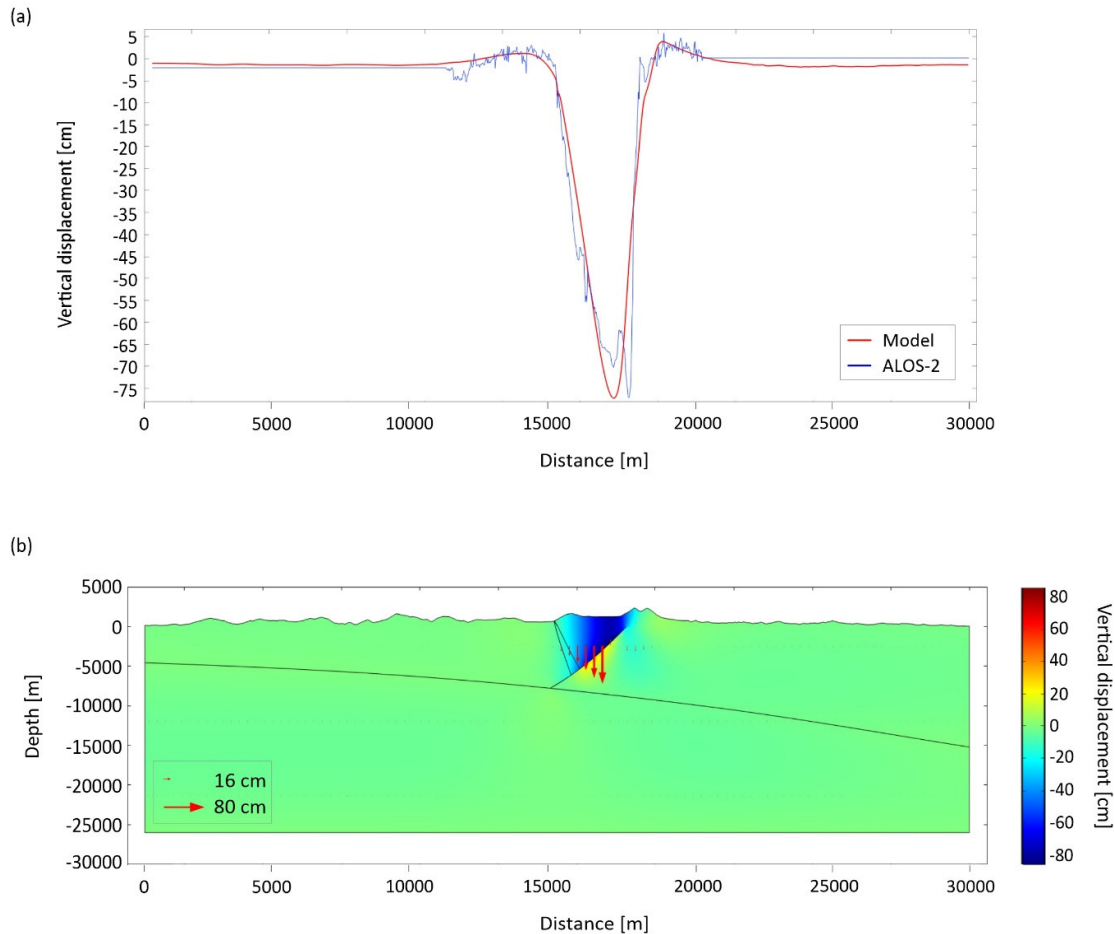 (a)
5
0
-5
-10
-15
-20
-25
-30
-35
-40
-45
-50
-55
-60
-65
-70
-75
Vertical displacement [cm]
Model
ALOS-2
0 5000 10000 15000 20000 25000 30000
Distance [m]
(b)
5000
0
-5000
-10000
-15000
-20000
-25000
-30000
Depth [m]
16 cm
80 cm
0 5000 10000 15000 20000 25000 30000
Distance [m]
80
60
40
20
0
-20
-40
-60
-80
Vertical displacement [cm]